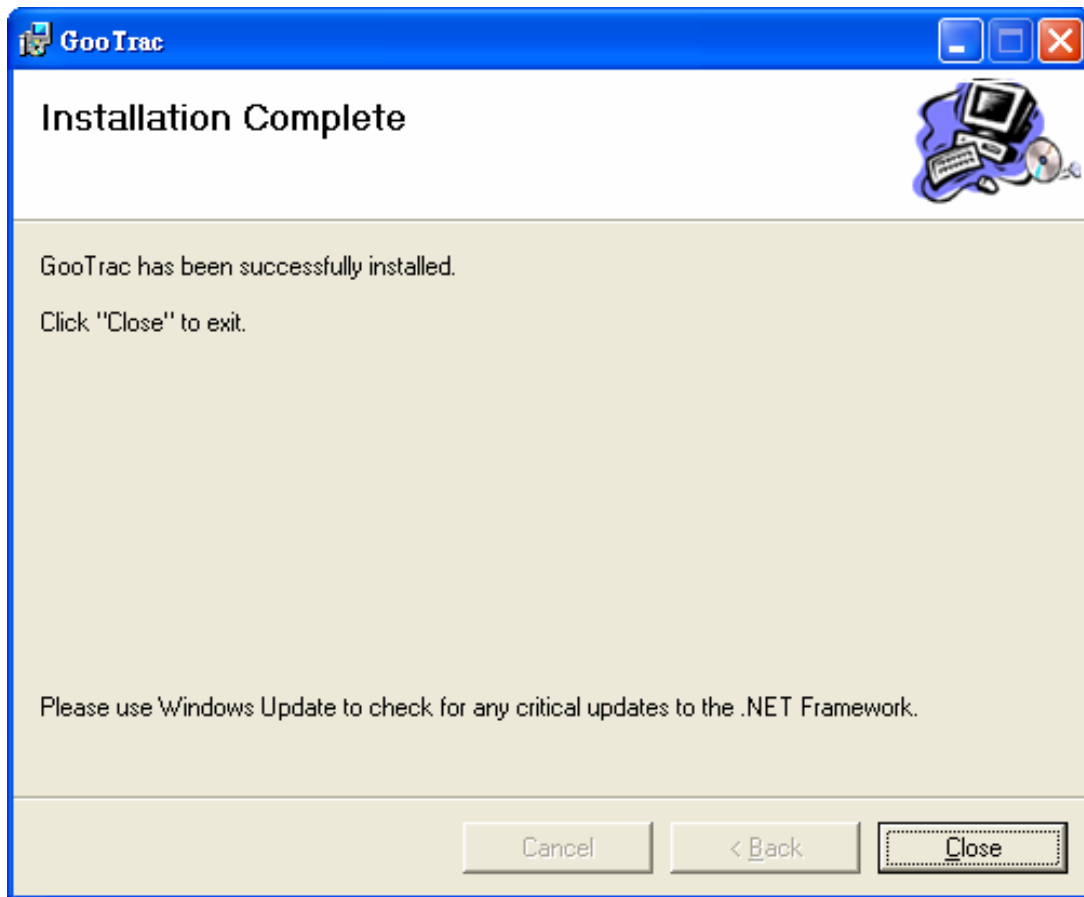 GooTrac
Installation Complete
GooTrac has been successfully installed.
Click "Close" to exit.
Please use Windows Update to check for any critical updates to the .NET Framework.
Cancel
< Back
Close